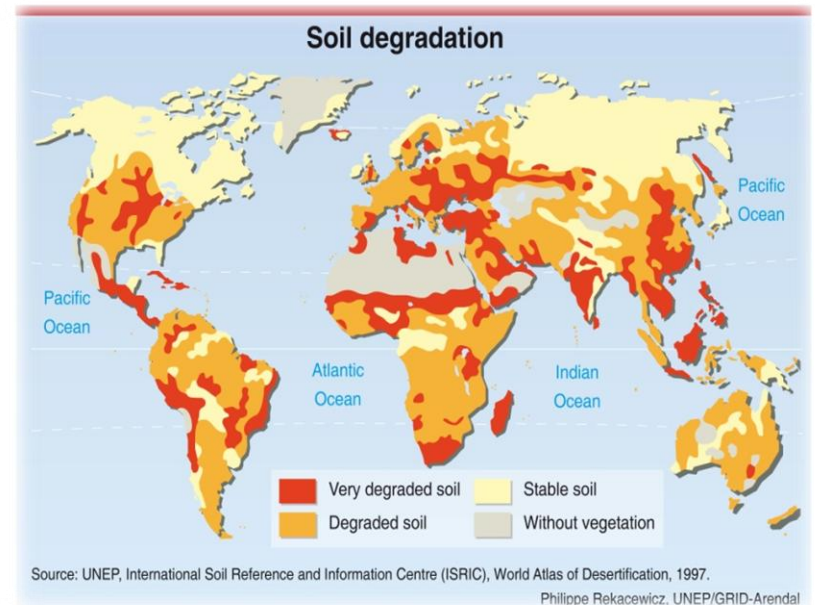 Soil degradation
Pacific
Ocean
Pacific
Ocean
Atlantic
Ocean
Indian
Ocean
Very degraded soil
Stable soil
Degraded soil
Without vegetation
Source: UNEP, International Soil Reference and Information Centre (ISRIC), World Atlas of Desertification, 1997.
Philippe Rekacewicz, UNEP/GRID-Arendal